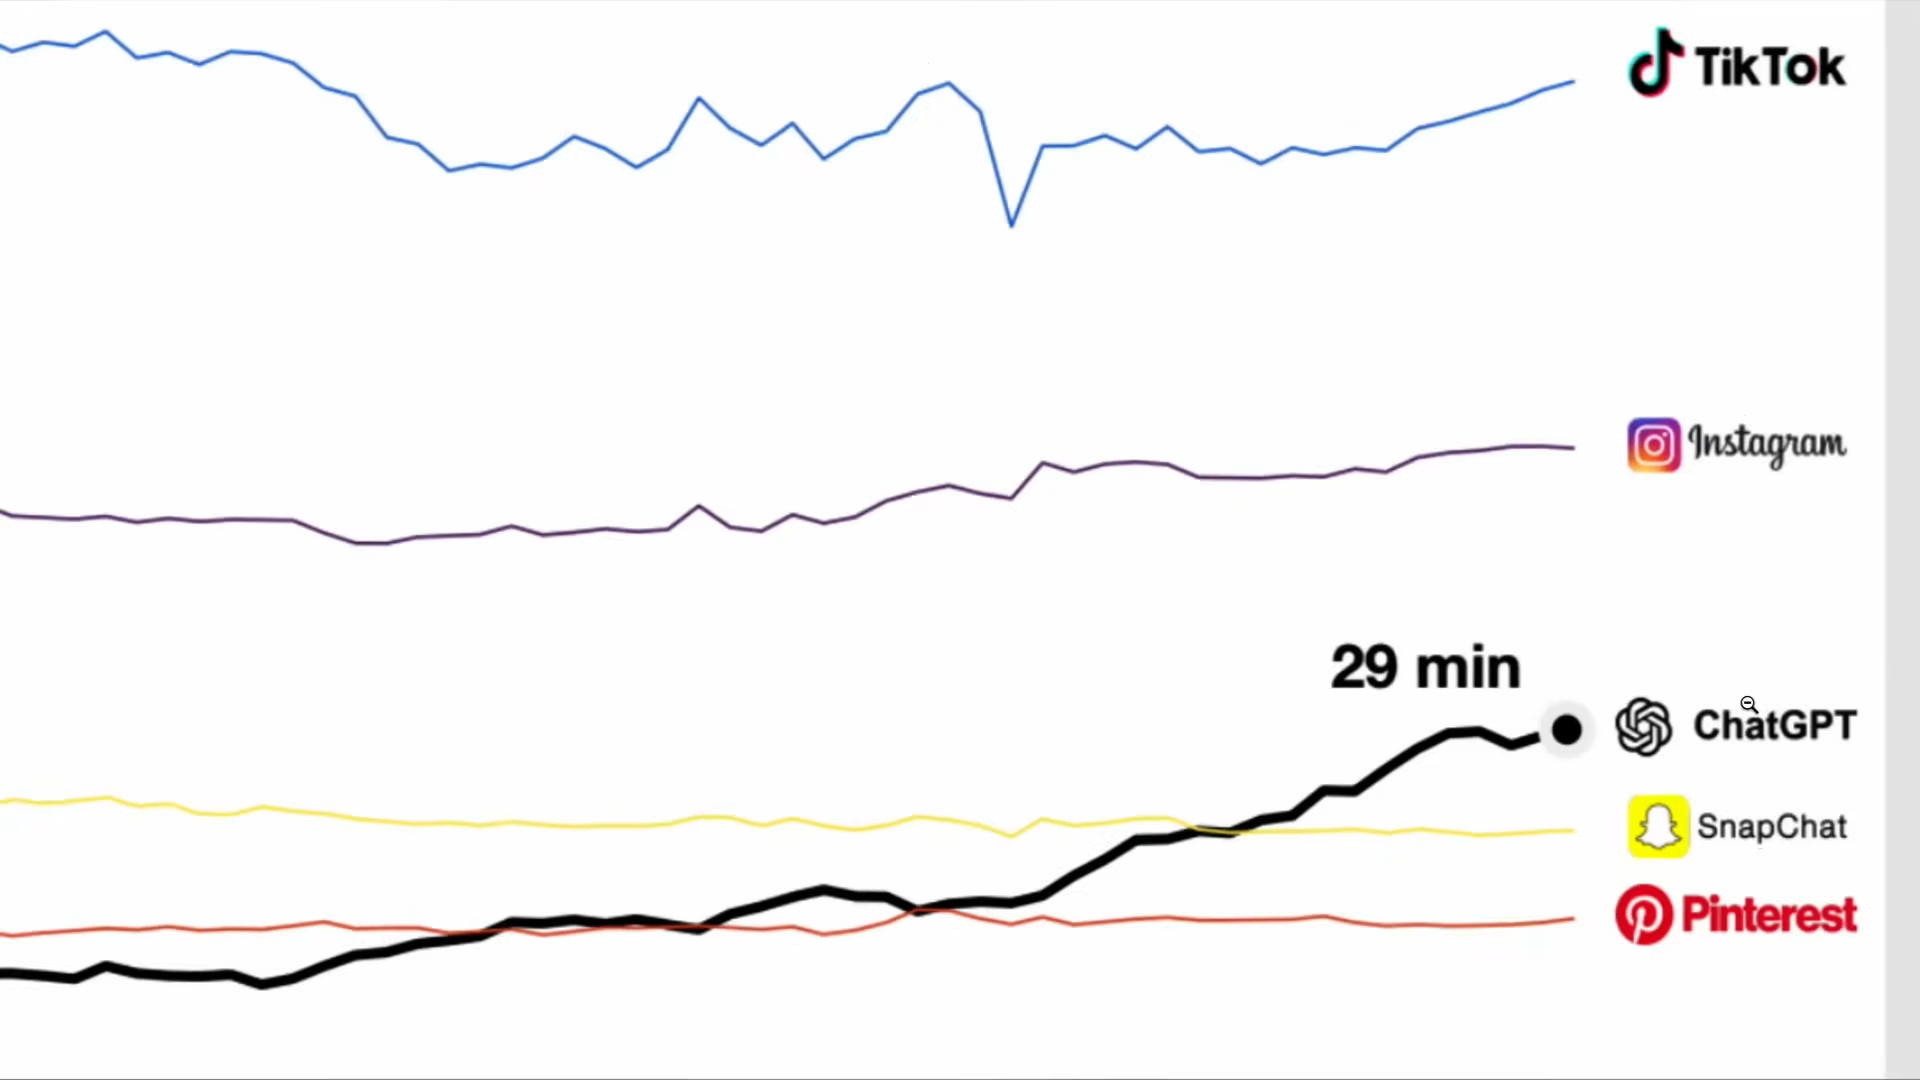 TikTok
Instagram
29 min
ChatGPT
SnapChat
Pinterest